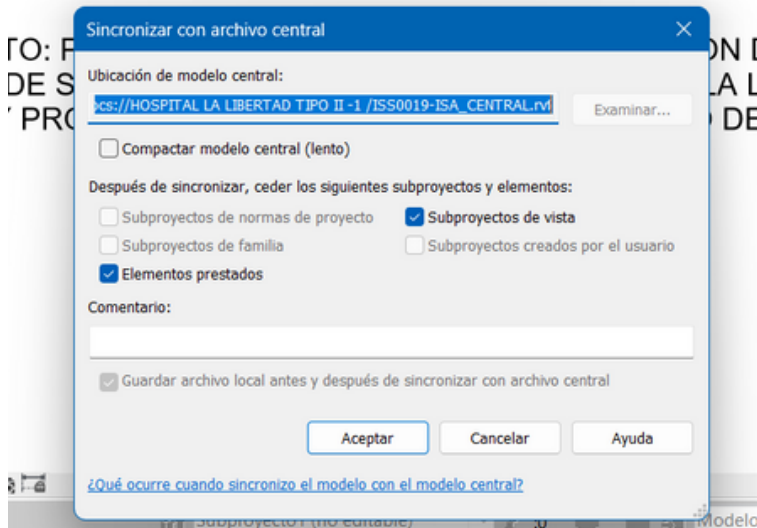 Sincronizar con archivo central
TO:
DE
LA
DE
Ubicación de modelo central:
://HOSPITAL LA LIBERTAD TIPO II -1 /ISS0019-ISA_CENTRAL.rvt
Examinar...
Compactar modelo central (lento)
Después de sincronizar, ceder los siguientes subproyectos y elementos:
Subproyectos de normas de proyecto
Subproyectos de vista
Subproyectos de familia
Subproyectos creados por el usuario
Elementos prestados
Comentario:
Guardar archivo local antes y después de sincronizar con archivo central
Aceptar Cancelar Ayuda
¿Qué ocurre cuando sincronizo el modelo con el modelo central?
Subproyecto1 (no editable) :0 Modelo